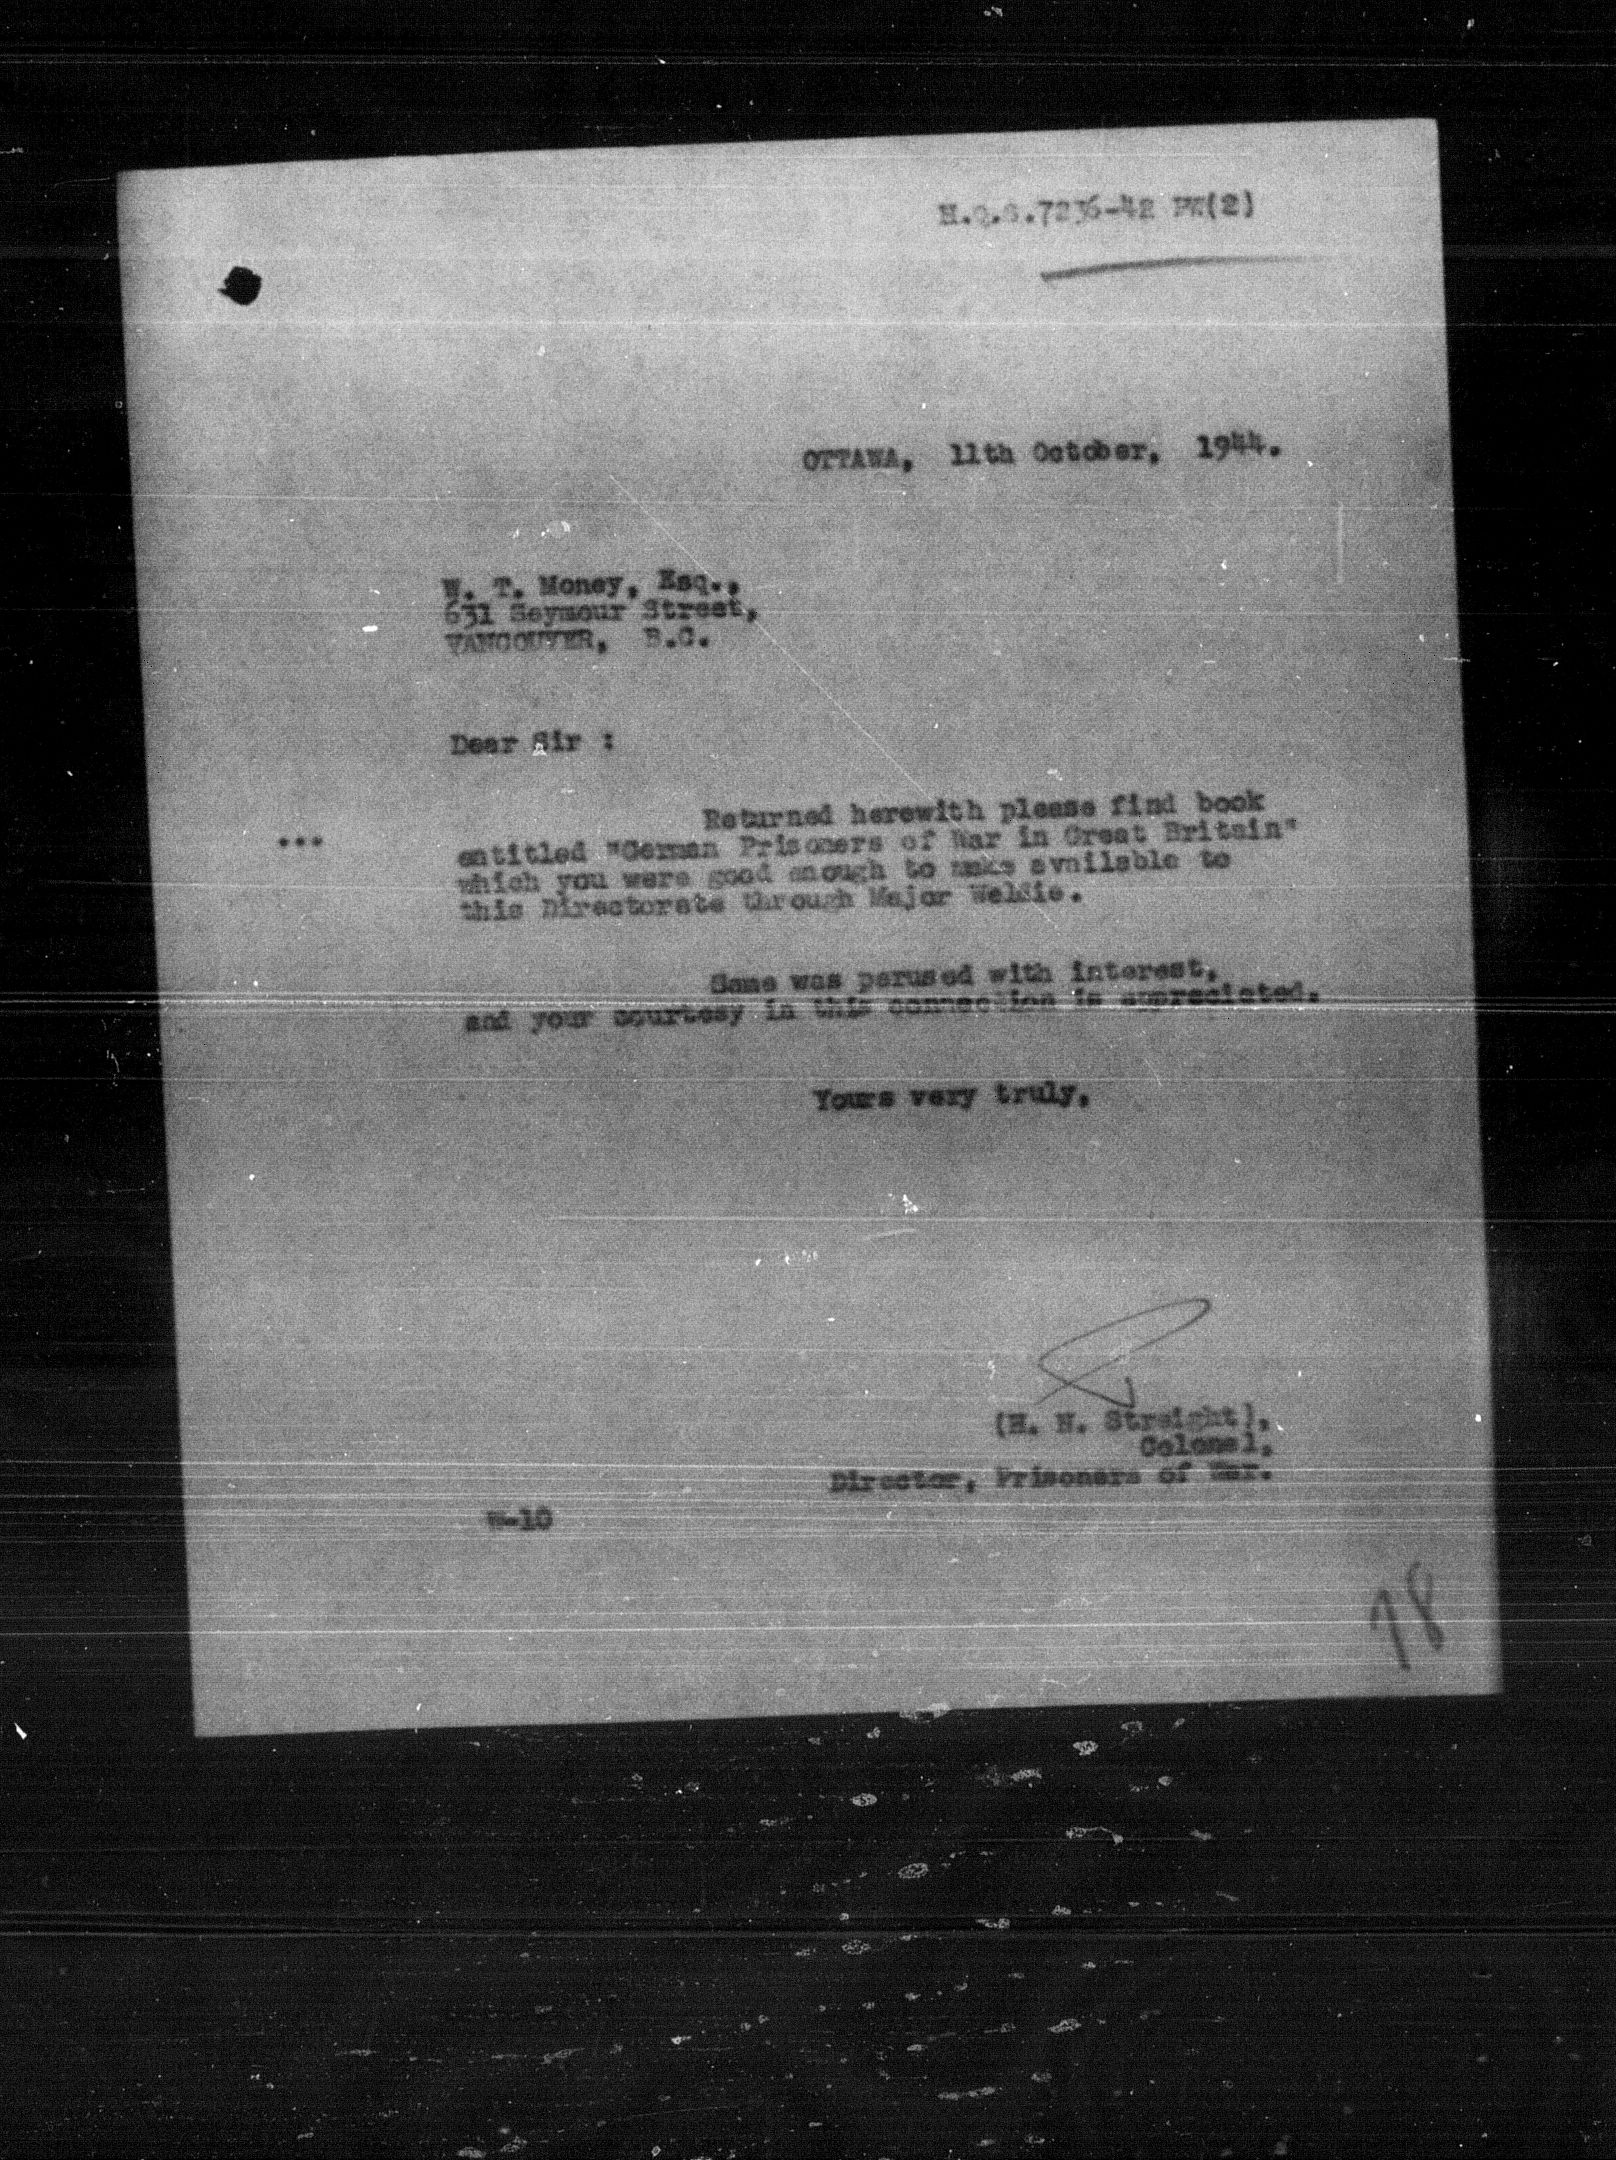 H.Q.S.7236-42 PW(2)
OTTAWA, 11th October, 1944.
W. T. Money, Esq.,
631 Seymour Street,
VANCOUVER, B.C.
Dear Sir :
Returned herewith please find book
... entitled "German Prisoners of War in Great Britain"
which you were good enough to make available to
this Directorate through Major
Same was perused with interest,
and your courtesy in this connection is appreciated.
Yours very truly,
(H. N. Streight),
Colonel,
Director, Prisoners of War.
W-10
78